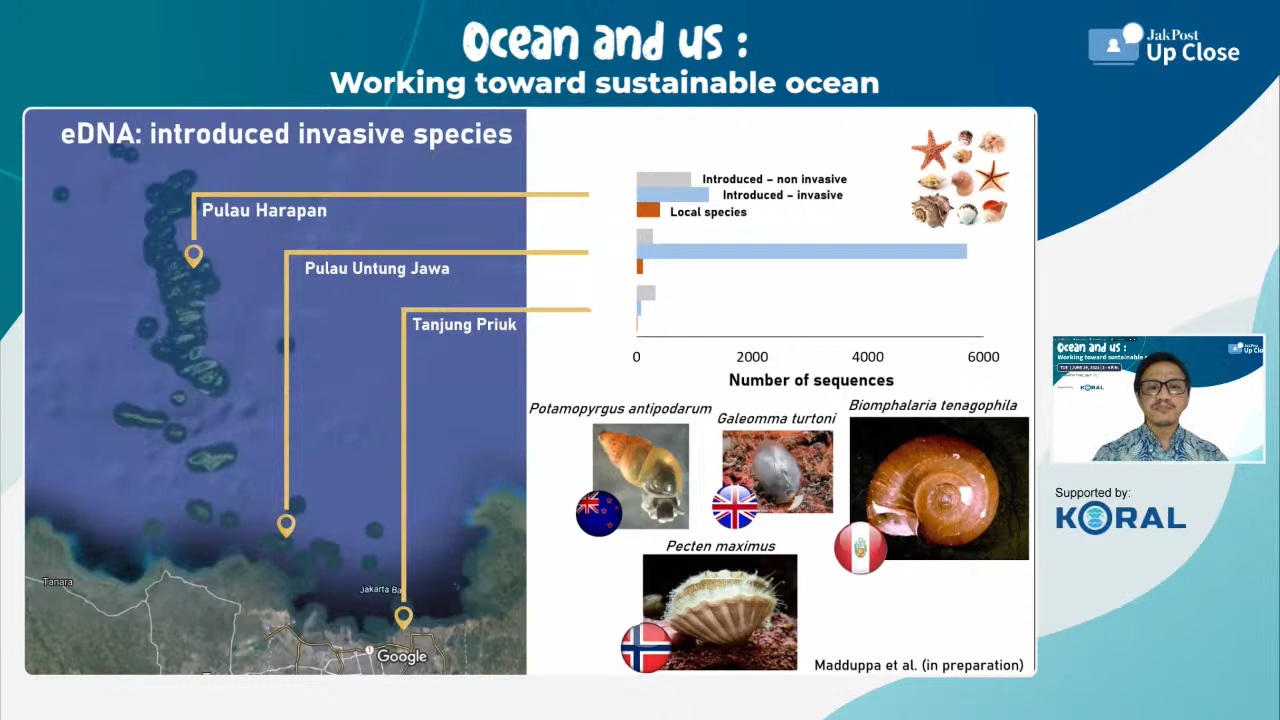 Ocean and us :
Working toward sustainable ocean
JakPost
Up Close
eDNA: introduced invasive species
Pulau Harapan
Pulau Untung Jawa
Tanjung Priuk
Tanara
Jakarta Ba
Google
Introduced – non invasive
Introduced – invasive
Local species
0 2000 4000 6000
Number of sequences
Potamopyrgus antipodarum
Galeomma turtoni
Biomphalaria tenagophila
Pecten maximus
Madduppa et al. (in preparation)
Ocean and us :
Working toward sustainable
Up Clo
KORAL
Supported by:
KORAL